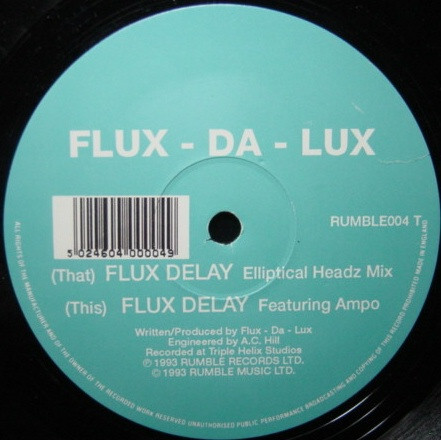 FLUX - DA - LUX
RUMBLE004 T
5 024604 000049
(That) FLUX DELAY Elliptical Headz Mix
(This) FLUX DELAY Featuring Ampo
Written/Produced by Flux - Da - Lux
Engineered by A.C. Hill
Recorded at Triple Helix Studios
℗ 1993 RUMBLE RECORDS LTD.
© 1993 RUMBLE MUSIC LTD.
ALL RIGHTS OF THE MANUFACTURER AND OF THE OWNER OF THE RECORDED WORK RESERVED UNAUTHORISED PUBLIC PERFORMANCE BROADCASTING AND COPYING OF THIS RECORD PROHIBITED MADE IN ENGLAND